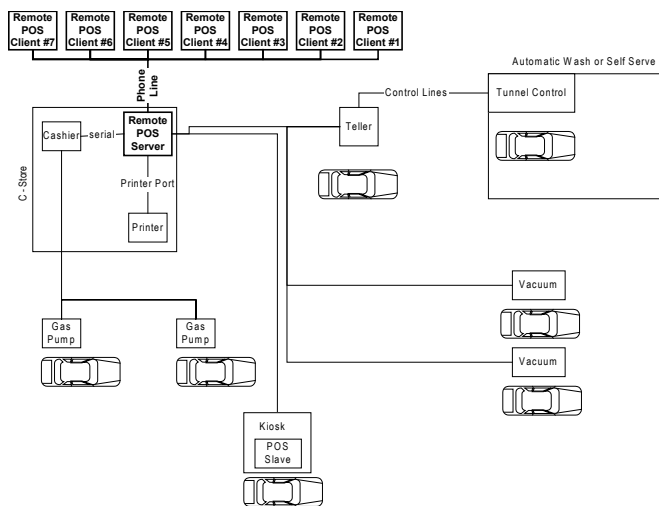 Remote
POS
Client #7
Remote
POS
Client #6
Remote
POS
Client #5
Remote
POS
Client #4
Remote
POS
Client #3
Remote
POS
Client #2
Remote
POS
Client #1
Phone
Line
Automatic Wash or Self Serve
Control Lines
Tunnel Control
Teller
Cashier
serial
Remote
POS
Server
Printer Port
Printer
C - Store
Vacuum
Gas
Pump
Gas
Pump
Vacuum
Kiosk
POS
Slave